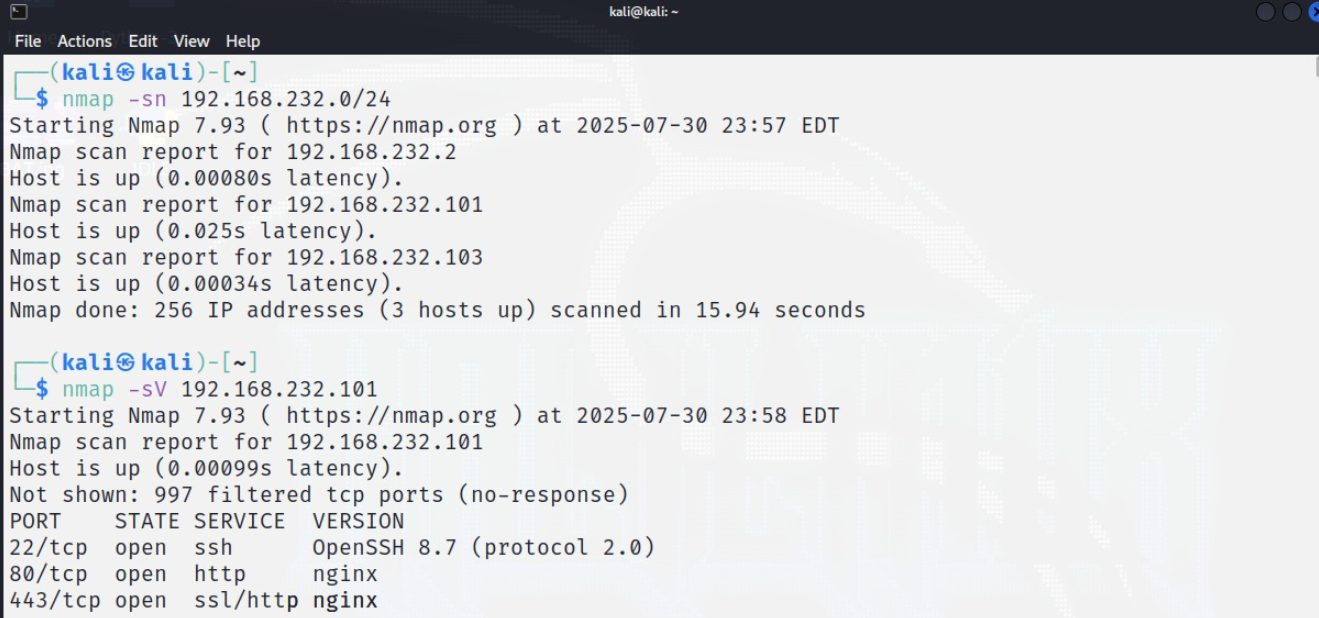 kali@kali: ~
File Actions Edit View Help
┌──(kali㉿kali)-[~]
└─$ nmap -sn 192.168.232.0/24
Starting Nmap 7.93 ( https://nmap.org ) at 2025-07-30 23:57 EDT
Nmap scan report for 192.168.232.2
Host is up (0.00080s latency).
Nmap scan report for 192.168.232.101
Host is up (0.025s latency).
Nmap scan report for 192.168.232.103
Host is up (0.00034s latency).
Nmap done: 256 IP addresses (3 hosts up) scanned in 15.94 seconds
┌──(kali㉿kali)-[~]
└─$ nmap -sV 192.168.232.101
Starting Nmap 7.93 ( https://nmap.org ) at 2025-07-30 23:58 EDT
Nmap scan report for 192.168.232.101
Host is up (0.00099s latency).
Not shown: 997 filtered tcp ports (no-response)
PORT    STATE SERVICE  VERSION
22/tcp  open  ssh      OpenSSH 8.7 (protocol 2.0)
80/tcp  open  http     nginx
443/tcp open  ssl/http nginx